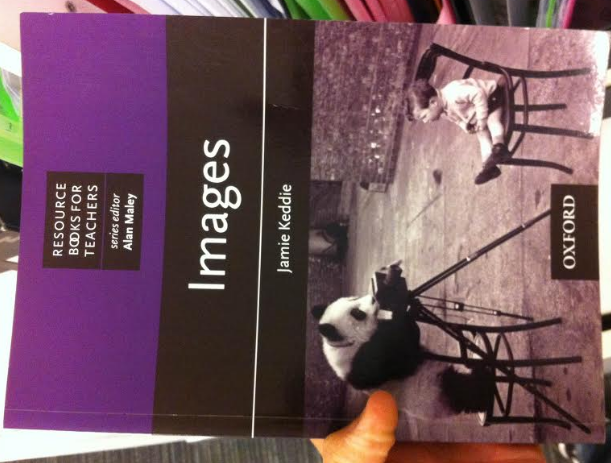 RESOURCE
BOOKS FOR
TEACHERS
series editor
Alan Maley
Images
Jamie Keddie
OXFORD